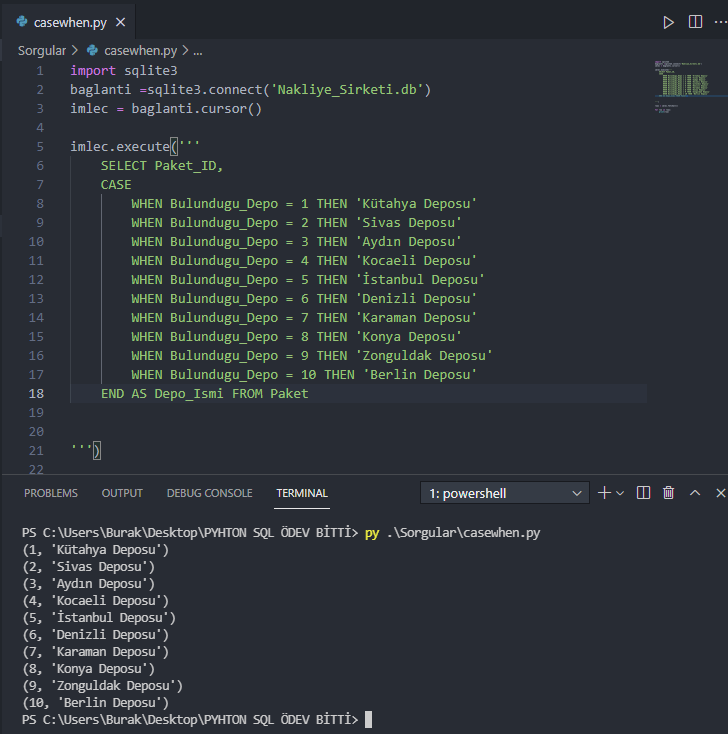 casewhen.py
Sorgular > casewhen.py > ...
1 import sqlite3
2 baglanti =sqlite3.connect('Nakliye_Sirketi.db')
3 imlec = baglanti.cursor()
4
5 imlec.execute('''
6 SELECT Paket_ID,
7 CASE
8 WHEN Bulundugu_Depo = 1 THEN 'Kütahya Deposu'
9 WHEN Bulundugu_Depo = 2 THEN 'Sivas Deposu'
10 WHEN Bulundugu_Depo = 3 THEN 'Aydın Deposu'
11 WHEN Bulundugu_Depo = 4 THEN 'Kocaeli Deposu'
12 WHEN Bulundugu_Depo = 5 THEN 'İstanbul Deposu'
13 WHEN Bulundugu_Depo = 6 THEN 'Denizli Deposu'
14 WHEN Bulundugu_Depo = 7 THEN 'Karaman Deposu'
15 WHEN Bulundugu_Depo = 8 THEN 'Konya Deposu'
16 WHEN Bulundugu_Depo = 9 THEN 'Zonguldak Deposu'
17 WHEN Bulundugu_Depo = 10 THEN 'Berlin Deposu'
18 END AS Depo_Ismi FROM Paket
19
20
21 ''')
22
PROBLEMS OUTPUT DEBUG CONSOLE TERMINAL 1: powershell
PS C:\Users\Burak\Desktop\PYHTON SQL ÖDEV BİTTİ> py .\Sorgular\casewhen.py
(1, 'Kütahya Deposu')
(2, 'Sivas Deposu')
(3, 'Aydın Deposu')
(4, 'Kocaeli Deposu')
(5, 'İstanbul Deposu')
(6, 'Denizli Deposu')
(7, 'Karaman Deposu')
(8, 'Konya Deposu')
(9, 'Zonguldak Deposu')
(10, 'Berlin Deposu')
PS C:\Users\Burak\Desktop\PYHTON SQL ÖDEV BİTTİ>